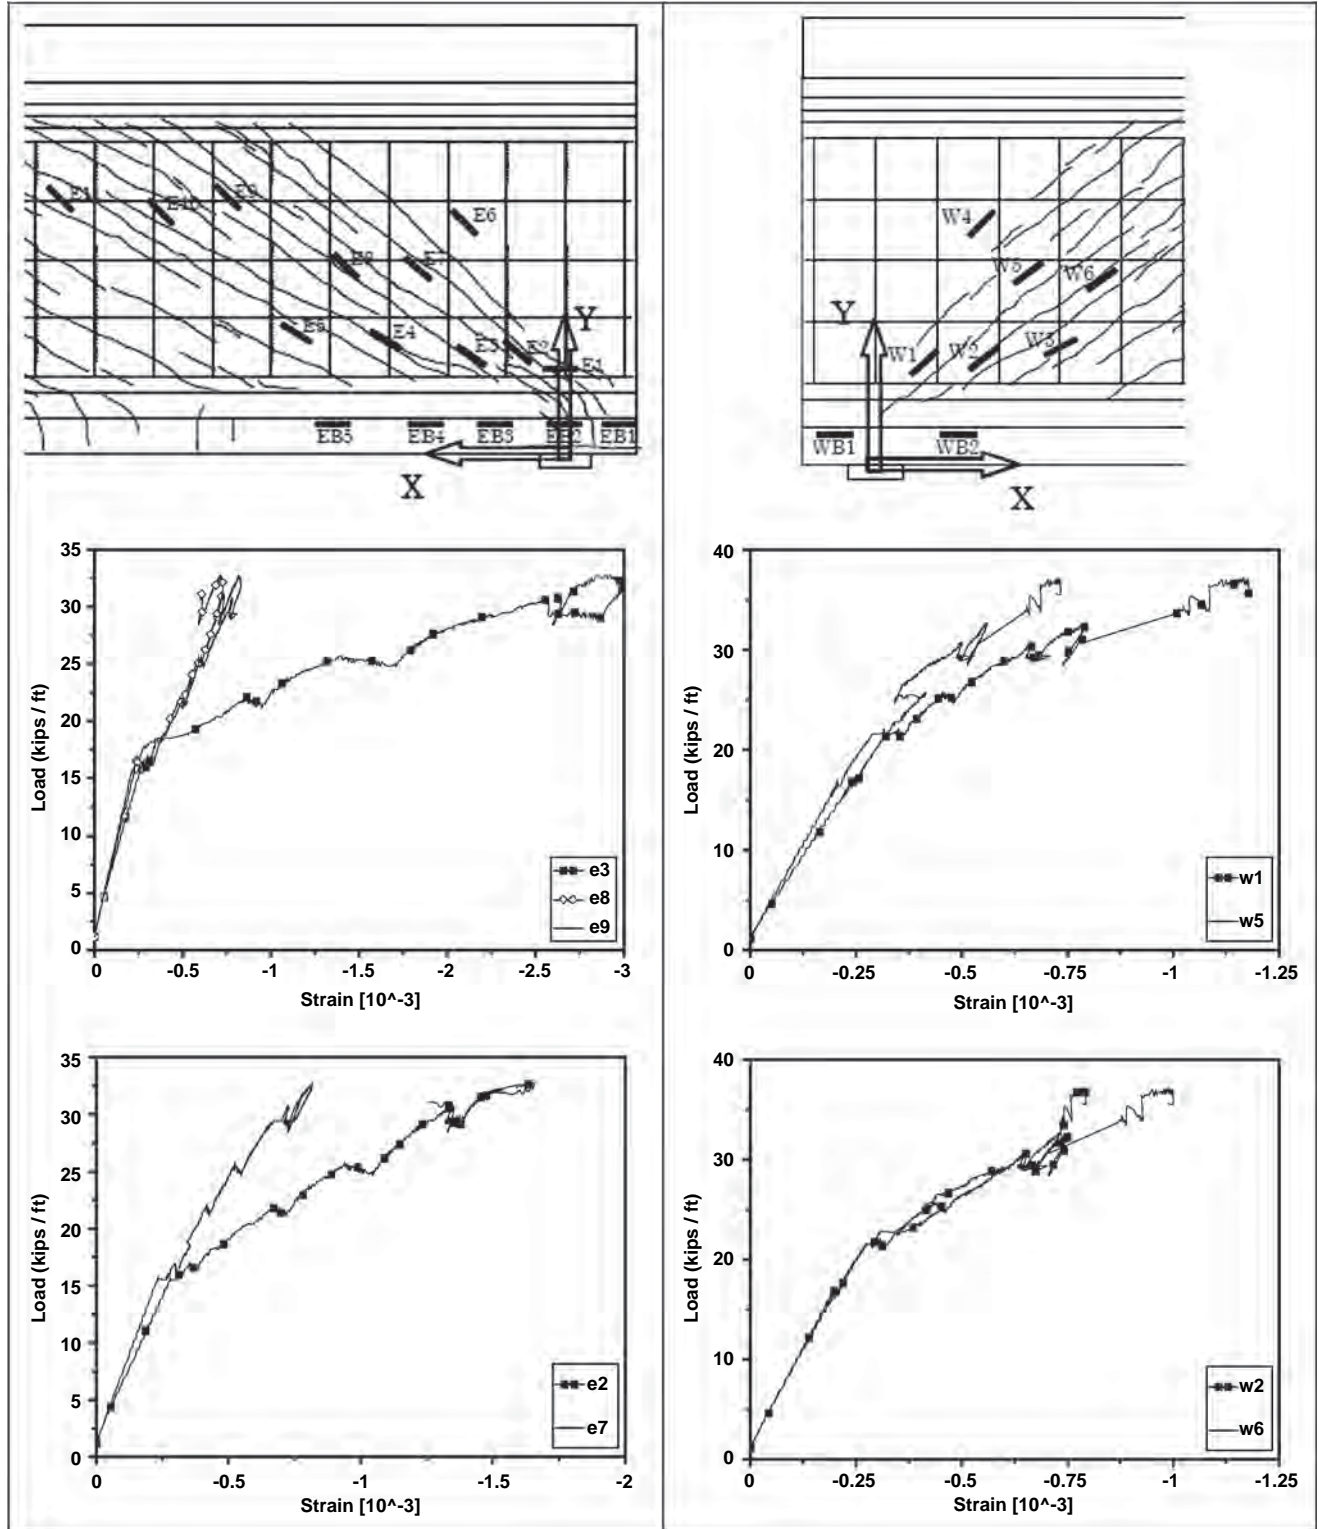 E1
E10
E9
E6
E8
E7
E5
E4
E3
E2
E1
Y
EB5
EB4
EB3
EB2
EB1
X
W4
W5
W6
Y
W1
W2
W3
WB1
WB2
X
35
30
25
20
15
10
5
0
Load (kips / ft)
e3
e8
e9
0
-0.5
-1
-1.5
-2
-2.5
-3
Strain [10^-3]
40
30
20
10
0
Load (kips / ft)
w1
w5
0
-0.25
-0.5
-0.75
-1
-1.25
Strain [10^-3]
35
30
25
20
15
10
5
0
Load (kips / ft)
e2
e7
0
-0.5
-1
-1.5
-2
Strain [10^-3]
40
30
20
10
0
Load (kips / ft)
w2
w6
0
-0.25
-0.5
-0.75
-1
-1.25
Strain [10^-3]